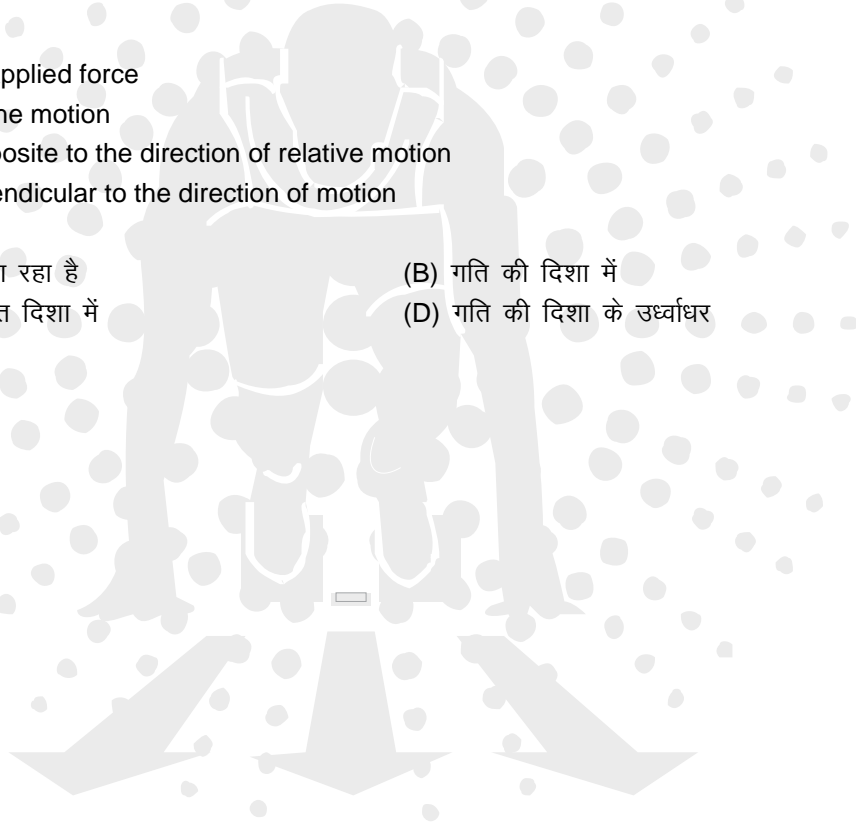 pplied force
ne motion
posite to the direction of relative motion
endicular to the direction of motion
ा रहा है (B) गति की दिशा में
त दिशा में (D) गति की दिशा के उर्ध्वाधर